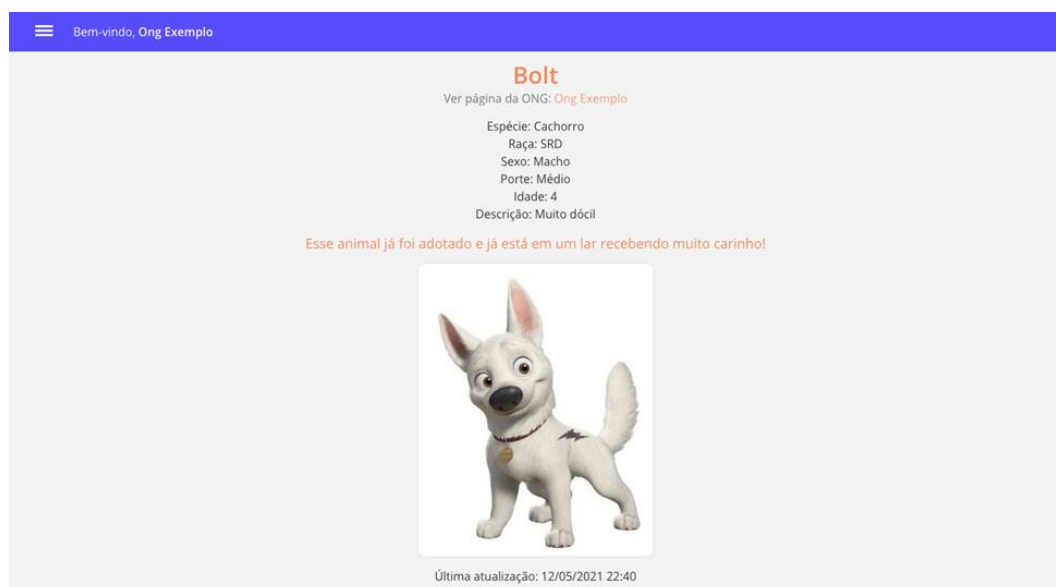 Bem-vindo, Ong Exemplo
Bolt
Ver página da ONG: Ong Exemplo
Espécie: Cachorro
Raça: SRD
Sexo: Macho
Porte: Médio
Idade: 4
Descrição: Muito dócil
Esse animal já foi adotado e já está em um lar recebendo muito carinho!
Última atualização: 12/05/2021 22:40